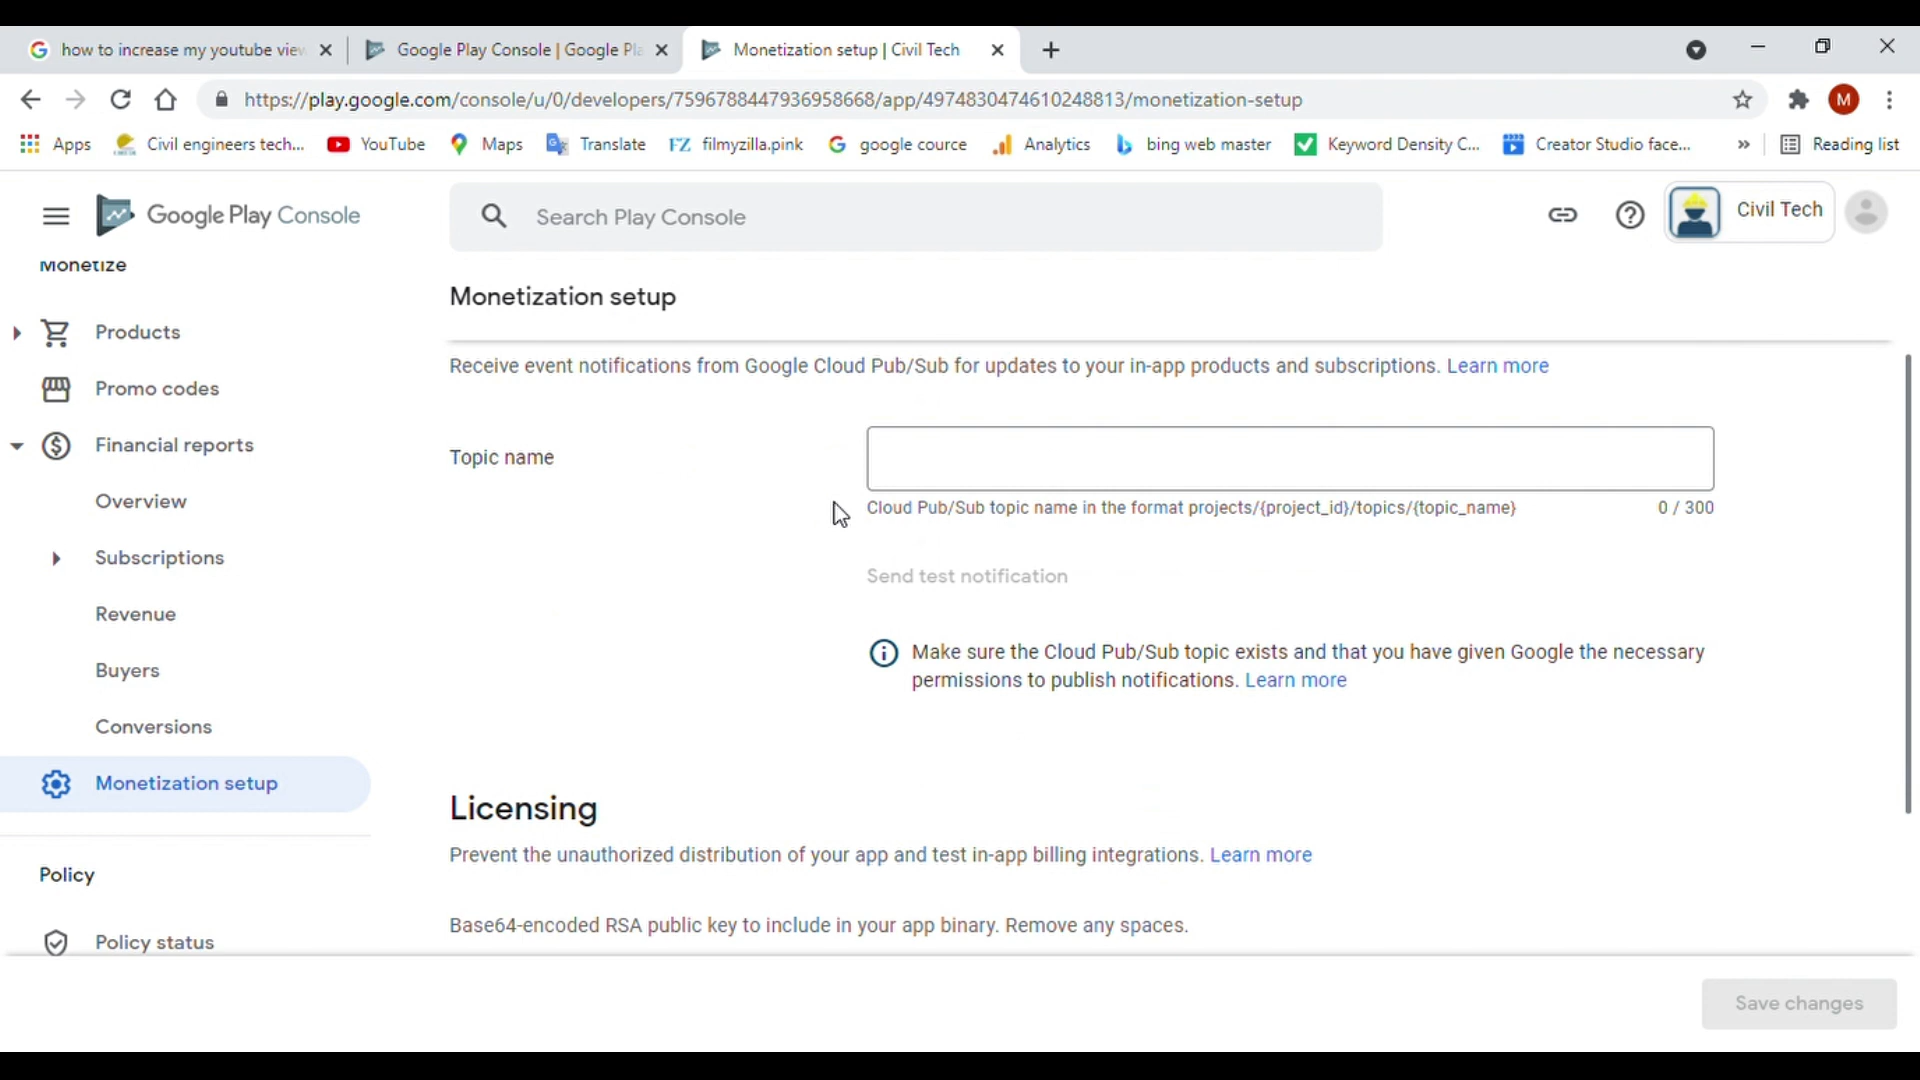 how to increase my youtube vie
Google Play Console | Google Pl
Monetization setup | Civil Tech
https://play.google.com/console/u/0/developers/7596788447936958668/app/4974830474610248813/monetization-setup
M
Apps
Civil engineers tech...
YouTube
Maps
Translate
FZ filmyzilla.pink
google cource
Analytics
bing web master
Keyword Density C...
Creator Studio face...
»
Reading list
Google Play Console
Search Play Console
Civil Tech
Monetize
Products
Promo codes
Financial reports
Overview
Subscriptions
Revenue
Buyers
Conversions
Monetization setup
Policy
Policy status
Monetization setup
Receive event notifications from Google Cloud Pub/Sub for updates to your in-app products and subscriptions. Learn more
Topic name
Cloud Pub/Sub topic name in the format projects/{project_id}/topics/{topic_name}
0 / 300
Send test notification
Make sure the Cloud Pub/Sub topic exists and that you have given Google the necessary
permissions to publish notifications. Learn more
Licensing
Prevent the unauthorized distribution of your app and test in-app billing integrations. Learn more
Base64-encoded RSA public key to include in your app binary. Remove any spaces.
Save changes